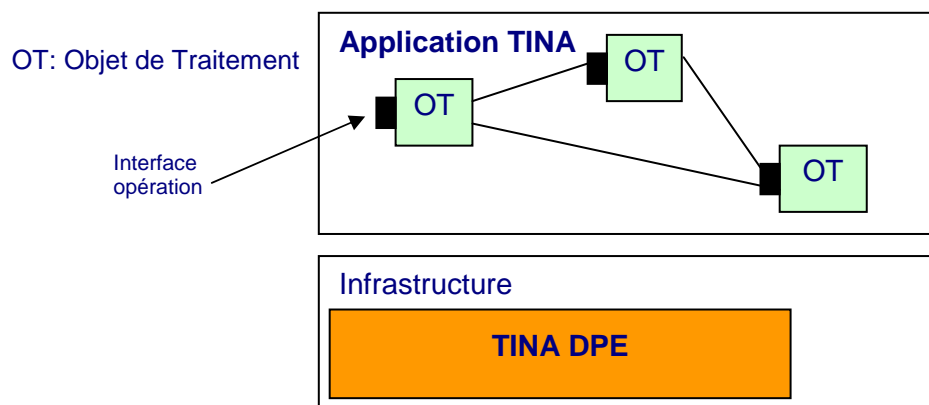 OT: Objet de Traitement
Application TINA
OT
OT
OT
Interface
opération
Infrastructure
TINA DPE